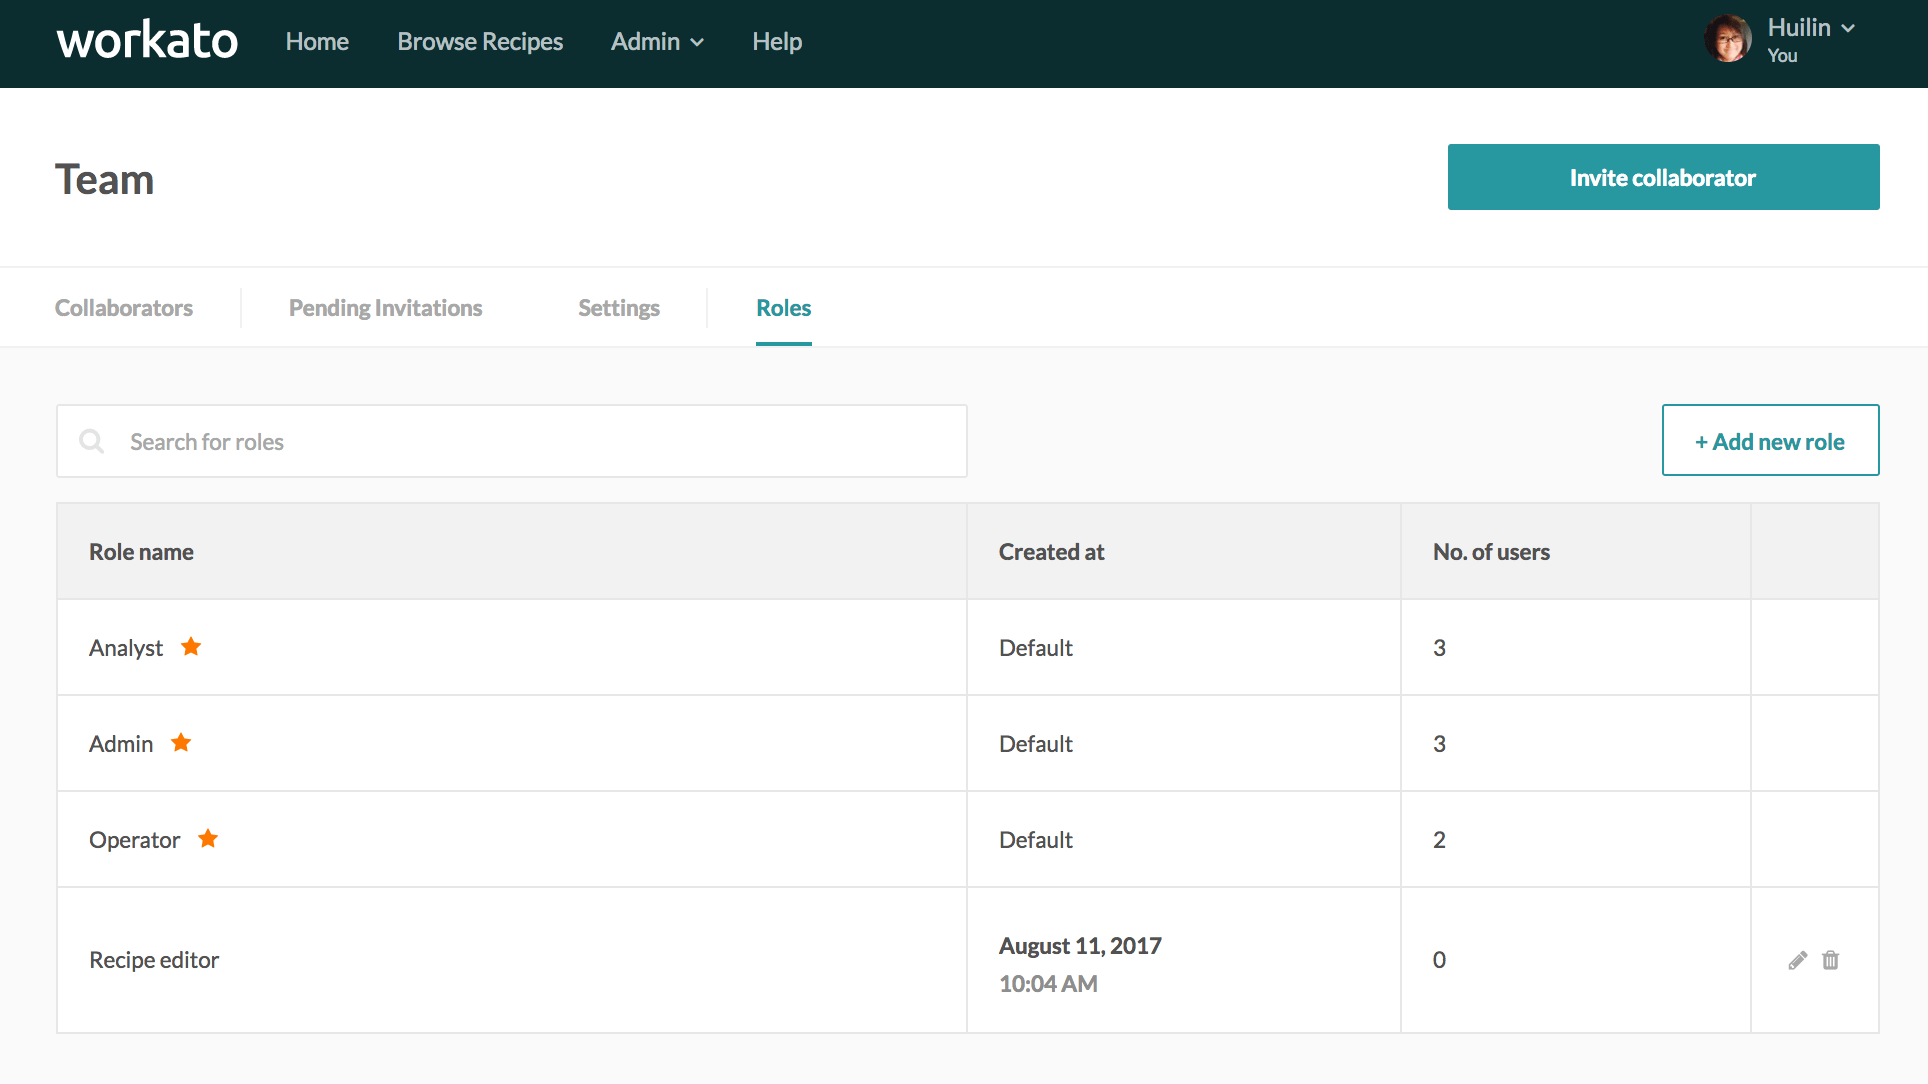 workato Home Browse Recipes Admin Help Huilin
You
Team
Invite collaborator
Collaborators Pending Invitations Settings Roles
Search for roles
+ Add new role
Role name Created at No. of users
Analyst Default 3
Admin Default 3
Operator Default 2
Recipe editor August 11, 2017 0
10:04 AM